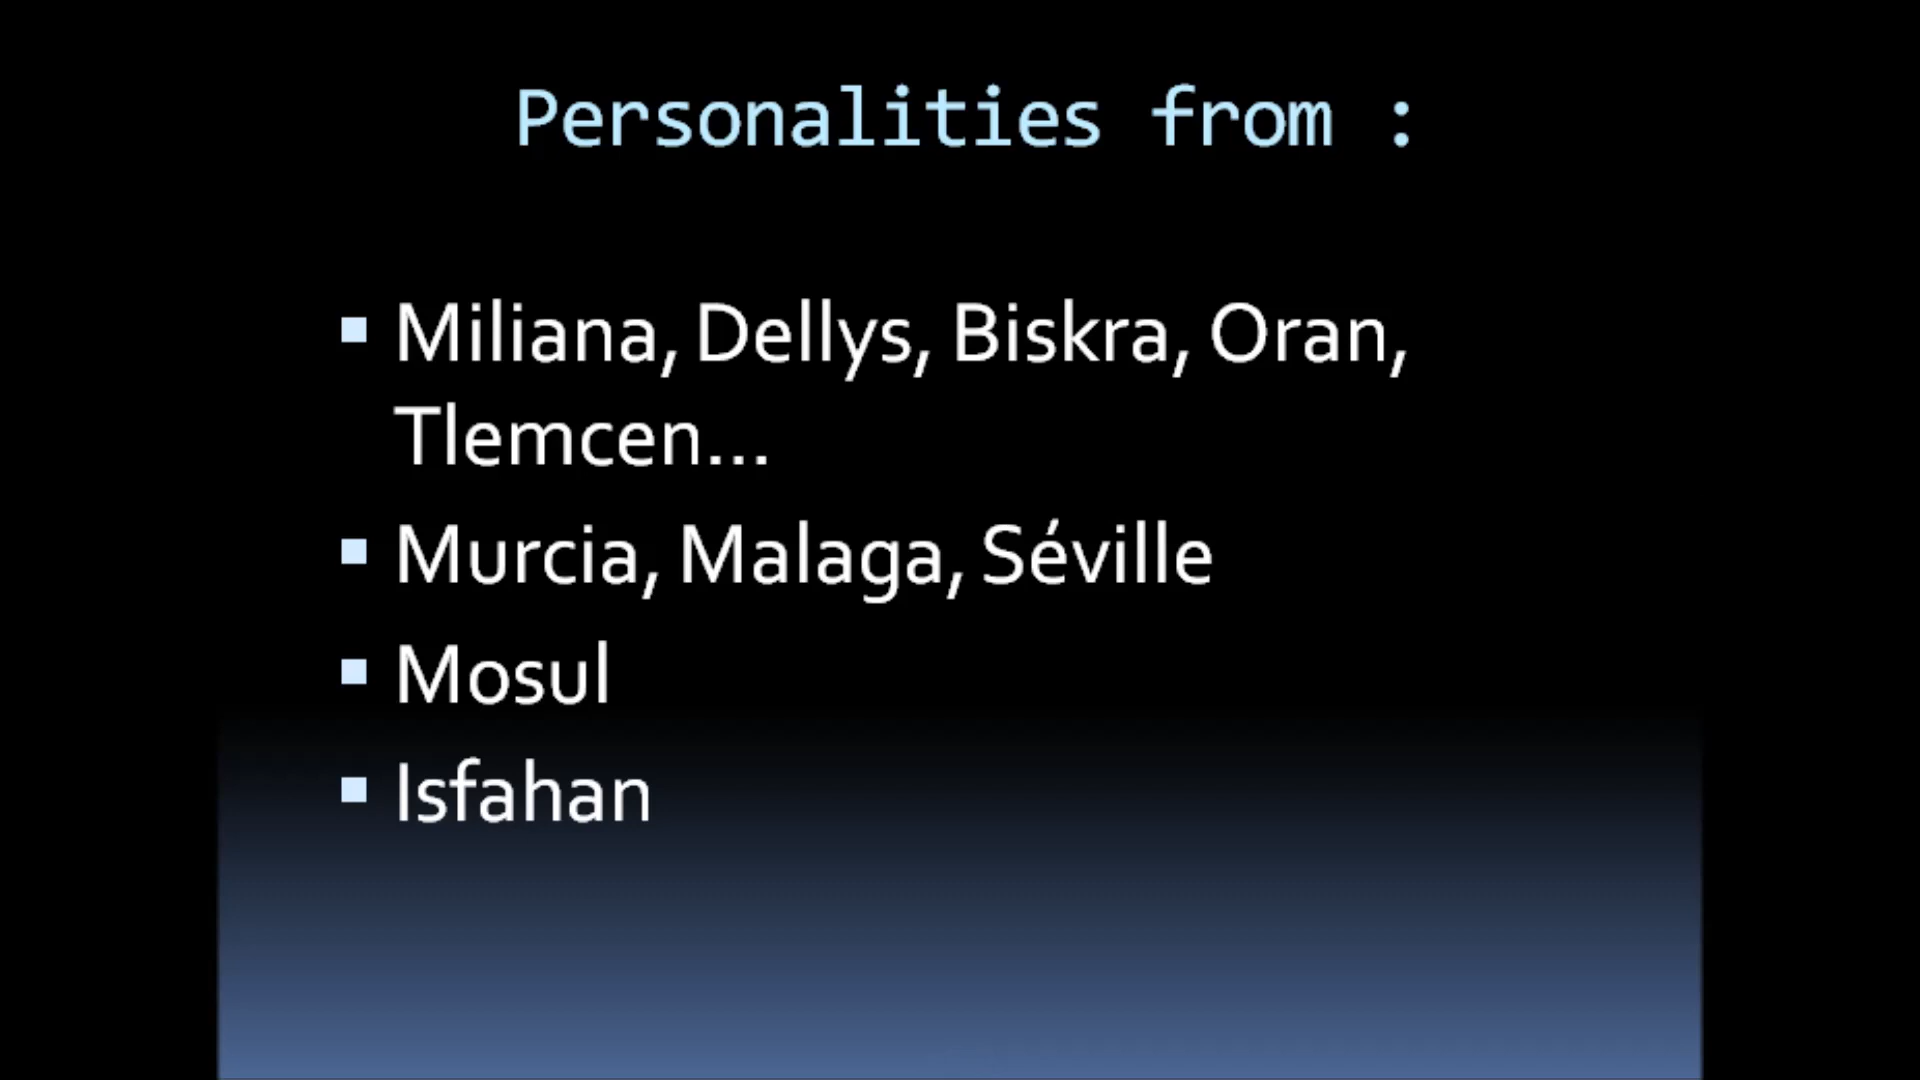 Personalities from :
▪ Miliana, Dellys, Biskra, Oran,
Tlemcen...
▪ Murcia, Malaga, Séville
▪ Mosul
▪ Isfahan